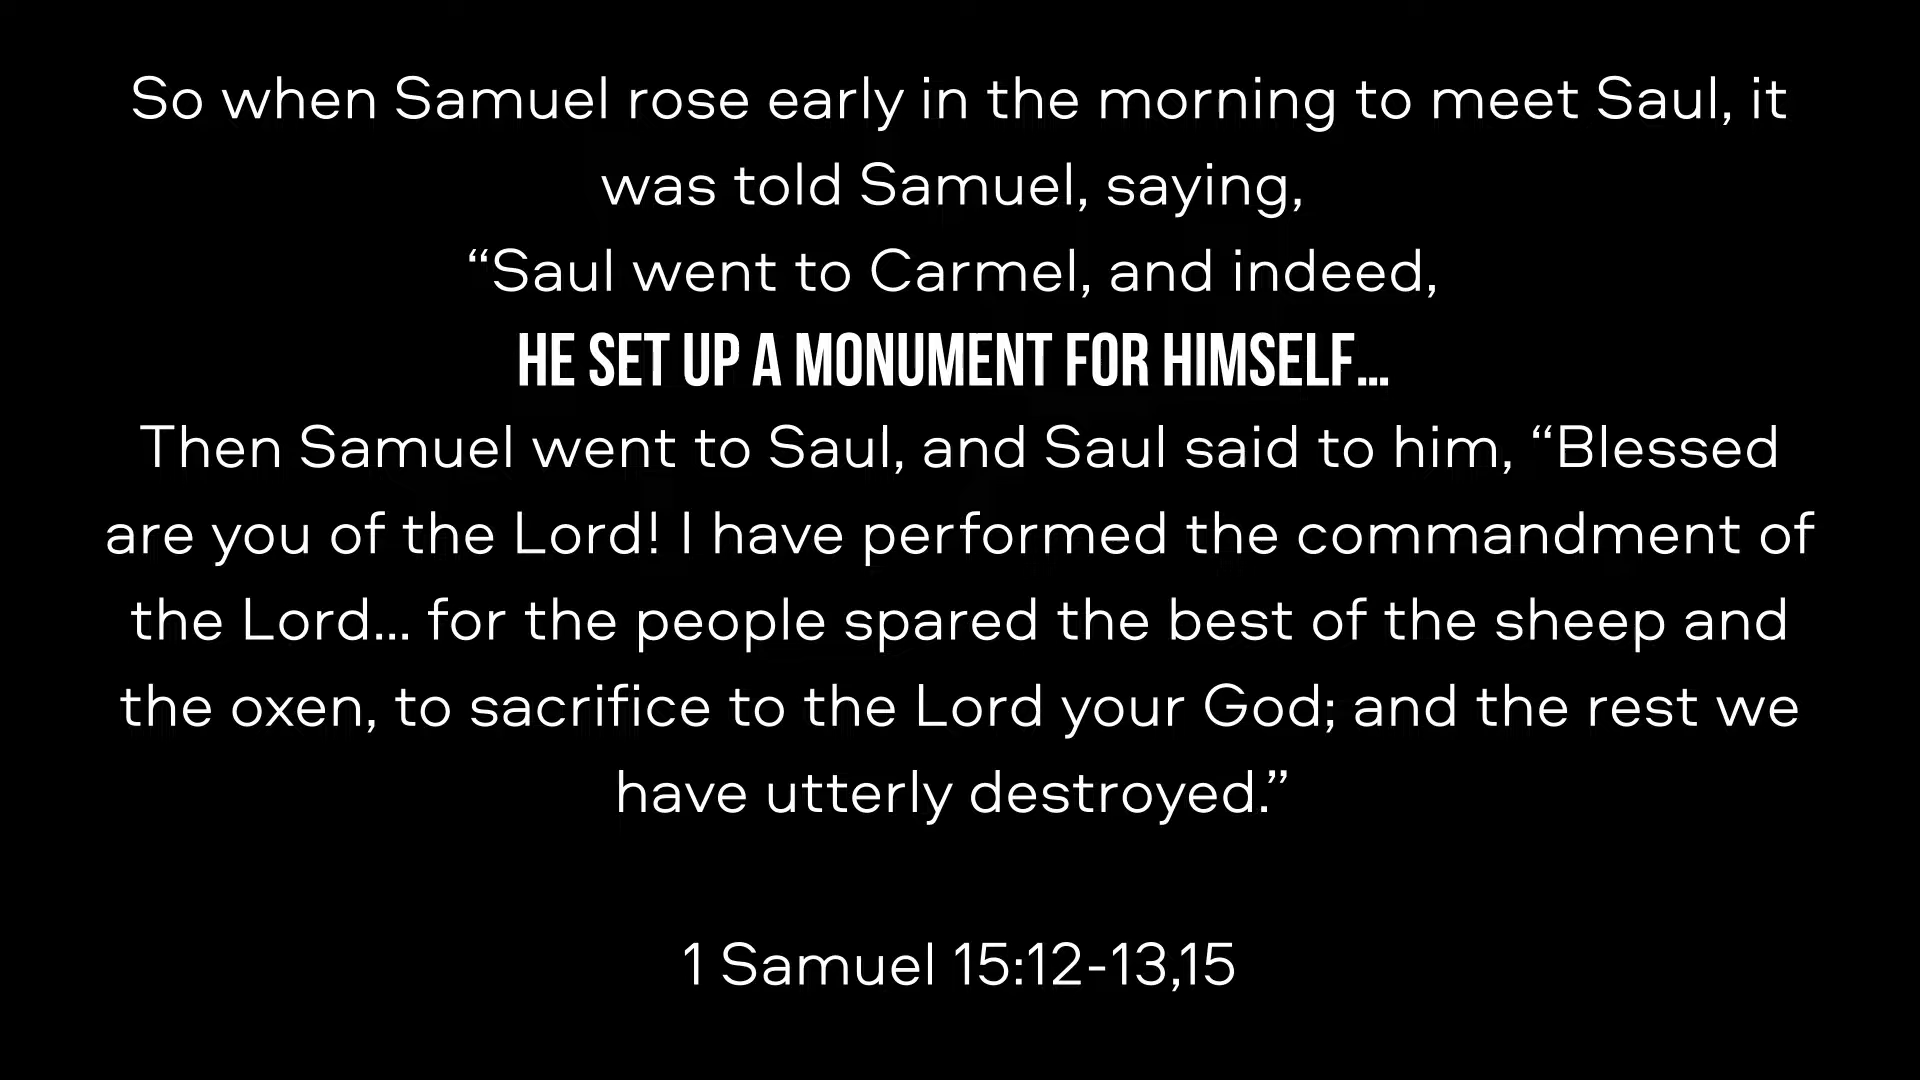 So when Samuel rose early in the morning to meet Saul, it
was told Samuel, saying,
“Saul went to Carmel, and indeed,
HE SET UP A MONUMENT FOR HIMSELF...
Then Samuel went to Saul, and Saul said to him, “Blessed
are you of the Lord! I have performed the commandment of
the Lord... for the people spared the best of the sheep and
the oxen, to sacrifice to the Lord your God; and the rest we
have utterly destroyed.”
1 Samuel 15:12-13,15